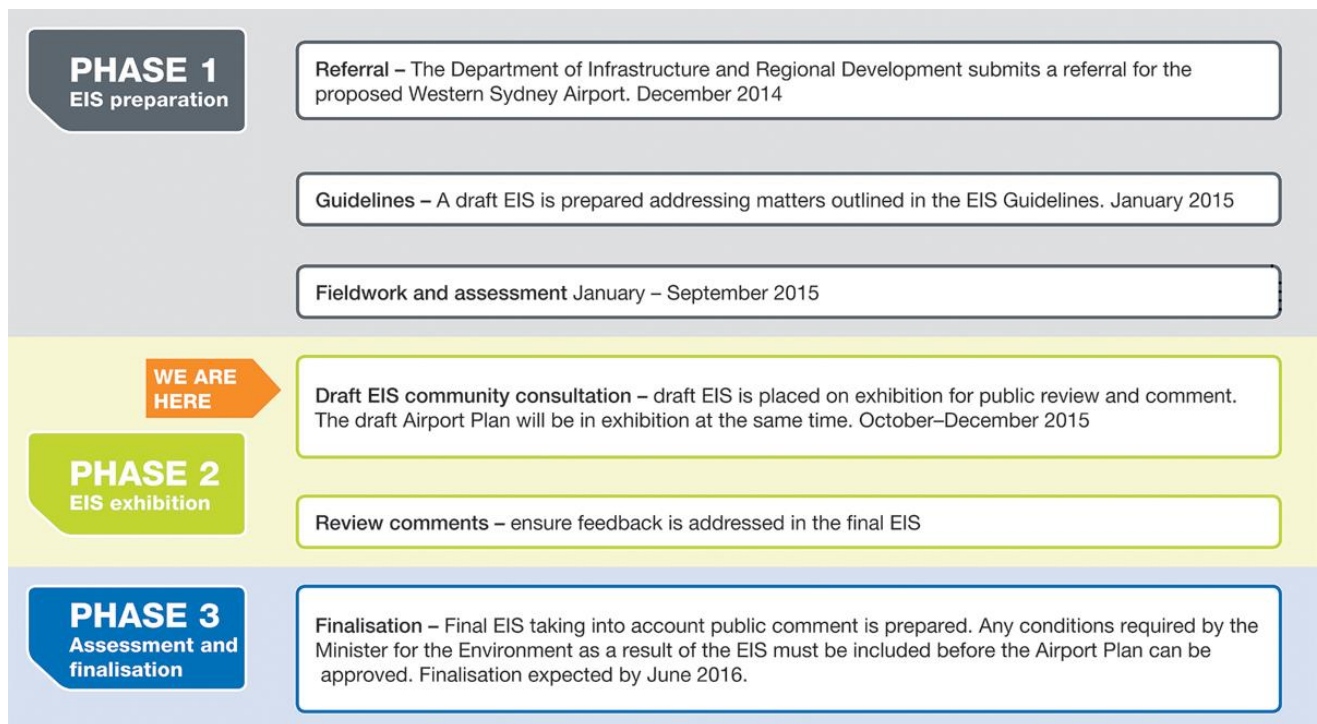 PHASE 1
EIS preparation
Referral – The Department of Infrastructure and Regional Development submits a referral for the
proposed Western Sydney Airport. December 2014
Guidelines – A draft EIS is prepared addressing matters outlined in the EIS Guidelines. January 2015
Fieldwork and assessment January – September 2015
WE ARE
HERE
Draft EIS community consultation – draft EIS is placed on exhibition for public review and comment.
The draft Airport Plan will be in exhibition at the same time. October–December 2015
PHASE 2
EIS exhibition
Review comments – ensure feedback is addressed in the final EIS
PHASE 3
Assessment and
finalisation
Finalisation – Final EIS taking into account public comment is prepared. Any conditions required by the
Minister for the Environment as a result of the EIS must be included before the Airport Plan can be
approved. Finalisation expected by June 2016.